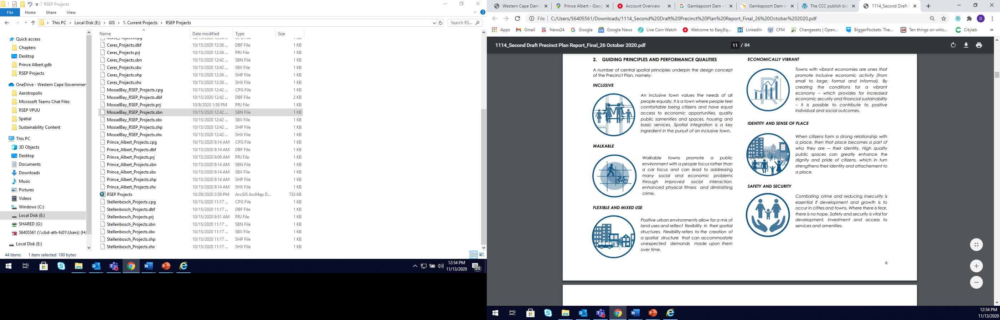 RSEP Projects
File
Home
Share
View
This PC
Local Disk (E:)
GIS
1. Current Projects
RSEP Projects
Search RS...
Quick access
Chapters
Desktop
Prince Albert.gdb
RSEP Projects
OneDrive - Western Cape Governmer
Aerotropolis
Microsoft Teams Chat Files
RSEP VPUU
Spatial
Sustainability Content
This PC
3D Objects
Desktop
Documents
Downloads
Music
Pictures
Videos
Windows (C:)
Local Disk (E:)
SHARED (G:)
56405561 (\\cbd-ath-fs01\Users) (H:
Local Disk (E:)
Name Date modified Type Size
Ceres_Projects.cpg 10/15/2020 12:36 ... CPG File 1 KB
Ceres_Projects.dbf 10/15/2020 12:36 ... DBF File 1 KB
Ceres_Projects.prj 10/15/2020 12:36 ... PRJ File 1 KB
Ceres_Projects.sbn 10/15/2020 12:42 ... SBN File 1 KB
Ceres_Projects.sbx 10/15/2020 12:42 ... SBX File 1 KB
Ceres_Projects.shp 10/15/2020 12:36 ... SHP File 1 KB
Ceres_Projects.shx 10/15/2020 12:36 ... SHX File 1 KB
MosselBay_RSEP_Projects.cpg 10/15/2020 12:42 ... CPG File 1 KB
MosselBay_RSEP_Projects.dbf 10/15/2020 12:42 ... DBF File 2 KB
MosselBay_RSEP_Projects.prj 10/8/2020 1:58 PM PRJ File 1 KB
MosselBay_RSEP_Projects.sbn 10/15/2020 12:42 ... SBN File 1 KB
MosselBay_RSEP_Projects.sbx 10/15/2020 12:42 ... SBX File 1 KB
MosselBay_RSEP_Projects.shp 10/15/2020 12:42 ... SHP File 1 KB
MosselBay_RSEP_Projects.shx 10/15/2020 12:42 ... SHX File 1 KB
Prince_Albert_Projects.cpg 10/15/2020 9:14 AM CPG File 1 KB
Prince_Albert_Projects.dbf 10/15/2020 9:14 AM DBF File 1 KB
Prince_Albert_Projects.prj 10/15/2020 9:09 AM PRJ File 1 KB
Prince_Albert_Projects.sbn 10/15/2020 9:14 AM SBN File 1 KB
Prince_Albert_Projects.sbx 10/15/2020 9:14 AM SBX File 1 KB
Prince_Albert_Projects.shp 10/15/2020 9:14 AM SHP File 1 KB
Prince_Albert_Projects.shx 10/15/2020 9:14 AM SHX File 1 KB
RSEP Projects 10/29/2020 2:59 PM ArcGIS ArcMap D... 733 KB
Stellenbosch_Projects.cpg 10/15/2020 11:17 ... CPG File 1 KB
Stellenbosch_Projects.dbf 10/15/2020 11:17 ... DBF File 1 KB
Stellenbosch_Projects.prj 10/15/2020 9:51 AM PRJ File 1 KB
Stellenbosch_Projects.sbn 10/15/2020 11:17 ... SBN File 1 KB
Stellenbosch_Projects.sbx 10/15/2020 11:17 ... SBX File 1 KB
Stellenbosch_Projects.shp 10/15/2020 11:17 ... SHP File 1 KB
Stellenbosch_Projects.shx 10/15/2020 11:17 ... SHX File 1 KB
44 items 1 item selected 180 bytes
12:54 PM
11/13/2020
20
Western Cape Dam
Prince Albert - Goog
Account Overview
Gamkapoort Dam -
Gamkapoort Dam in
The CCC publish bio
1114_Second Draft
File C:/Users/56405561/Downloads/1114_Second%20Draft%20Precinct%20Plan%20Report_Final_26%20October%202020.pdf
D
Apps
Gmail
News24
Google
Google News
Live Coin Watch
Welcome to EasyEq...
LinkedIn
CFM
Changesets | Open...
BiggerPockets: The...
Ten things on whic...
Citylab
1114_Second Draft Precinct Plan Report_Final_26 October 2020.pdf
11 / 84
2. GUIDING PRINCIPLES AND PERFORMANCE QUALITIES
A number of central spatial principles underpin the design concept
of the Precinct Plan, namely:
INCLUSIVE
An inclusive town values the needs of all
people equally. It is a town where people feel
comfortable being citizens and have equal
access to economic opportunities, quality
public samenities and spaces, housing and
basic services. Spatial integration is a key
ingredient in the pursuit of an inclusive town.
WALKABLE
Walkable towns promote a public
environment with a people focus rather than
a car focus and can lead to addressing
many social and economic problems
through improved social interaction,
enhanced physical fitness and diminishing
crime.
FLEXIBLE AND MIXED USE
Positive urban environments allow for a mix of
land uses and reflect flexibility in their spatial
structures. Flexibility refers to the creation of
a spatial structure that can accommodate
unexpected demands made upon them
over time.
ECONOMICALLY VIBRANT
Towns with vibrant economies are ones that
promote inclusive economic activity (from
small to large; formal and informal). By
creating the conditions for a vibrant
economy – which provides for increased
economic security and financial sustainability
– it is possible to contribute to positive
individual and social outcomes.
IDENTITY AND SENSE OF PLACE
When citizens form a strong relationship with
a place, then that place becomes a part of
who they are — their identity. High quality
public spaces can greatly enhance the
dignity and pride of citizens, which in turn
strengthens their identity and attachement to
a place.
SAFETY AND SECURITY
Combating crime and reducing insecurity is
essential if development and growth is to
occur in citites and towns. Where there is fear,
there is no hope. Safety and security is vital for
development, investment and access to
services and amenities.
6
12:54 PM
11/13/2020